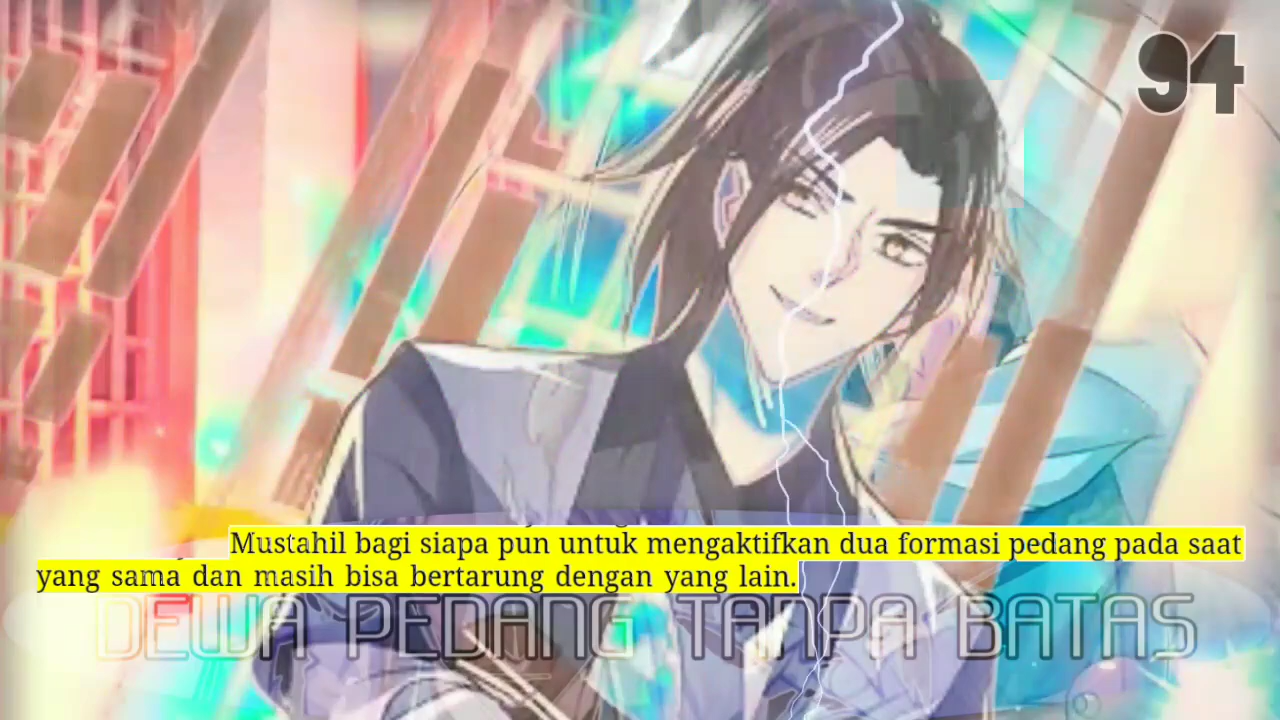 94
Mustahil bagi siapa pun untuk mengaktifkan dua formasi pedang pada saat
yang sama dan masih bisa bertarung dengan yang lain.
DEWA PEDANG TANPA BATAS